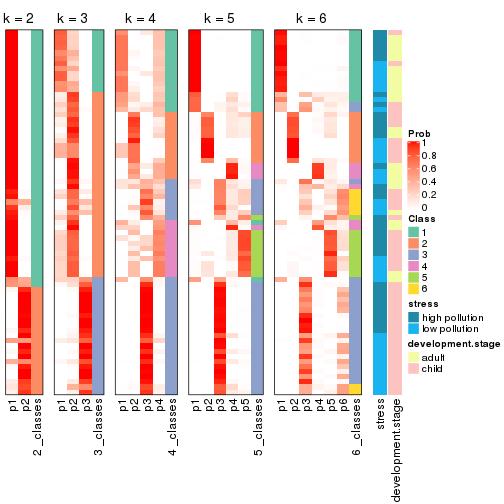 k = 2 k = 3 k = 4 k = 5 k = 6
Prob
1
0.8
0.6
0.4
0.2
0
Class
1
2
3
4
5
6
stress
high pollution
low pollution
development.stage
adult
child
p1
p2
2_classes
p1
p2
p3
3_classes
p1
p2
p3
p4
4_classes
p1
p2
p3
p4
p5
5_classes
p1
p2
p3
p4
p5
p6
6_classes
stress
development.stage